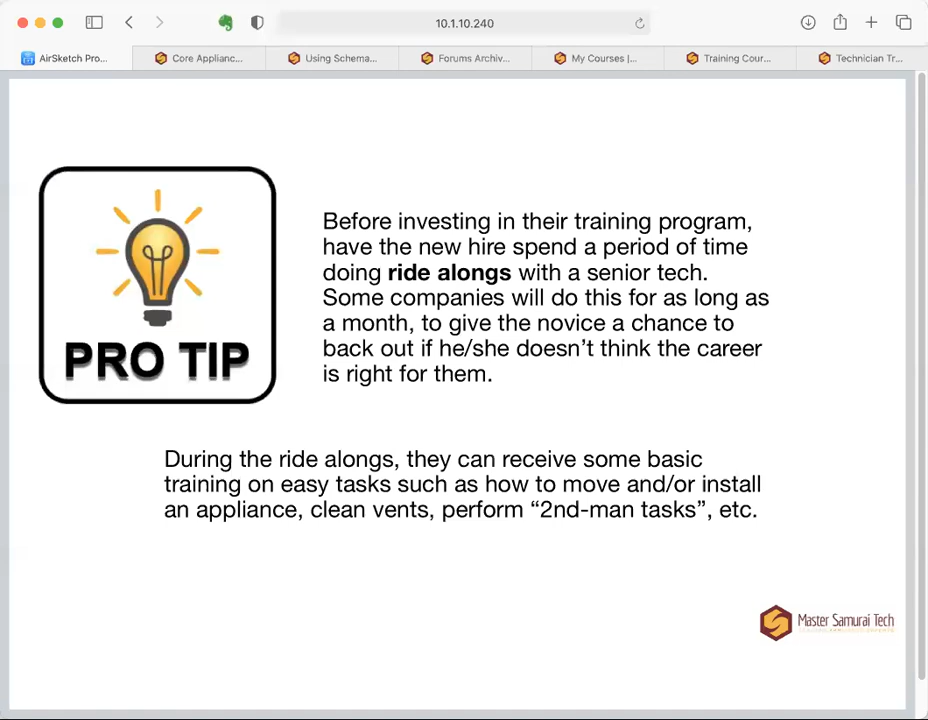 10.1.10.240
AirSketch Pro...
Core Applianc...
Using Schema...
Forums Archiv...
My Courses |...
Training Cour...
Technician Tr...
PRO TIP
Before investing in their training program,
have the new hire spend a period of time
doing ride alongs with a senior tech.
Some companies will do this for as long as
a month, to give the novice a chance to
back out if he/she doesn’t think the career
is right for them.
During the ride alongs, they can receive some basic
training on easy tasks such as how to move and/or install
an appliance, clean vents, perform “2nd-man tasks”, etc.
Master Samurai Tech